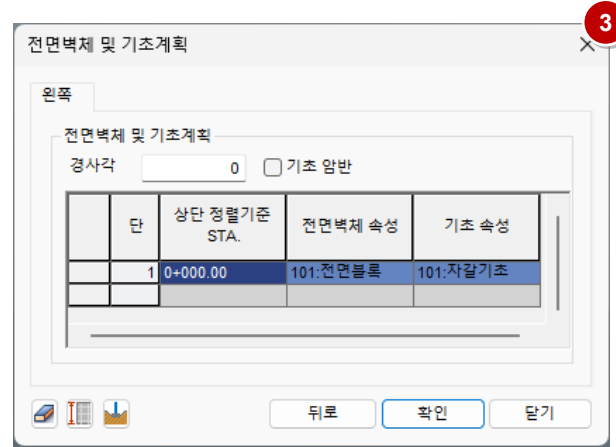 3
전면벽체 및 기초계획
왼쪽
전면벽체 및 기초계획
경사각 0 기초 암반
단 상단 정렬기준 STA. 전면벽체 속성 기초 속성
1 0+000.00 101:전면블록 101:자갈기초
뒤로 확인 닫기